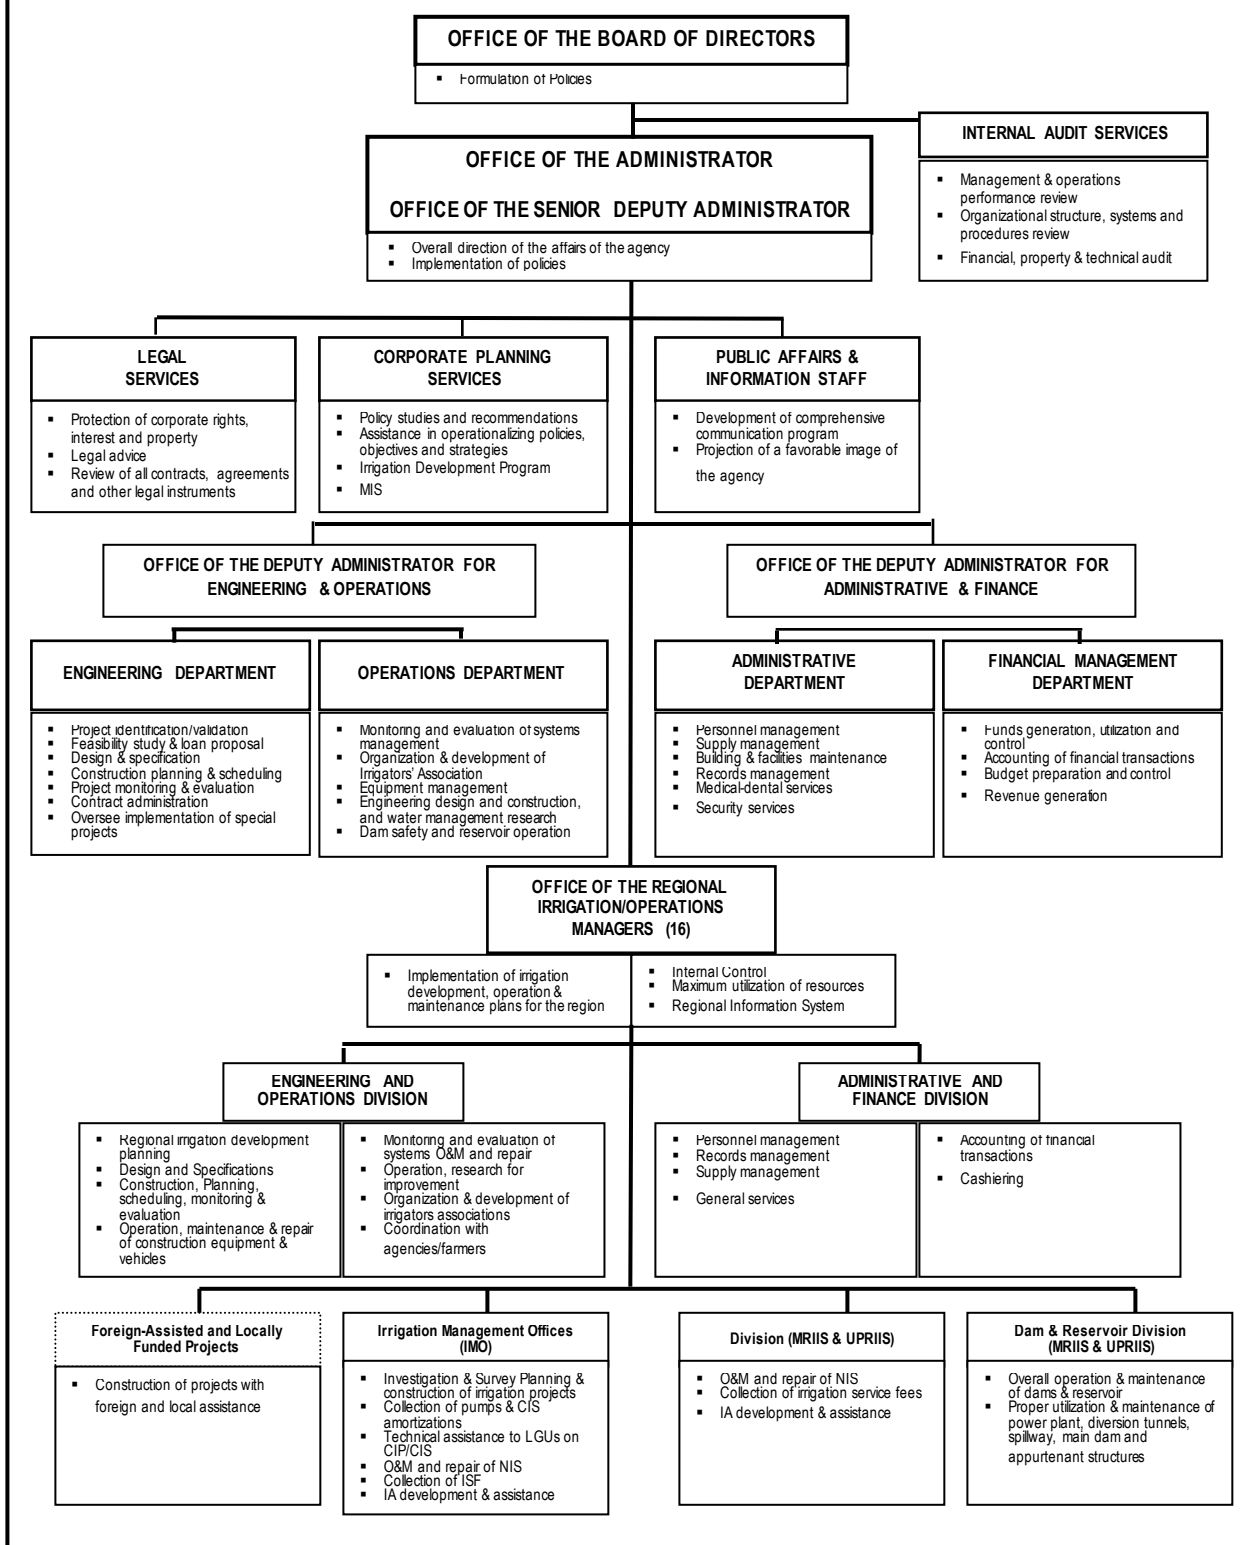 OFFICE OF THE BOARD OF DIRECTORS
▪ Formulation of Policies
INTERNAL AUDIT SERVICES
▪ Management & operations
performance review
▪ Organizational structure, systems and
procedures review
▪ Financial, property & technical audit
OFFICE OF THE ADMINISTRATOR
OFFICE OF THE SENIOR DEPUTY ADMINISTRATOR
▪ Overall direction of the affairs of the agency
▪ Implementation of policies
LEGAL
SERVICES
▪ Protection of corporate rights,
interest and property
▪ Legal advice
▪ Review of all contracts, agreements
and other legal instruments
CORPORATE PLANNING
SERVICES
▪ Policy studies and recommendations
▪ Assistance in operationalizing policies,
objectives and strategies
▪ Irrigation Development Program
▪ MIS
PUBLIC AFFAIRS &
INFORMATION STAFF
▪ Development of comprehensive
communication program
▪ Projection of a favorable image of
the agency
OFFICE OF THE DEPUTY ADMINISTRATOR FOR
ENGINEERING & OPERATIONS
OFFICE OF THE DEPUTY ADMINISTRATOR FOR
ADMINISTRATIVE & FINANCE
ENGINEERING DEPARTMENT
▪ Project identification/validation
▪ Feasibility study & loan proposal
▪ Design & specification
▪ Construction planning & scheduling
▪ Project monitoring & evaluation
▪ Contract administration
▪ Oversee implementation of special
projects
OPERATIONS DEPARTMENT
▪ Monitoring and evaluation of systems
management
▪ Organization & development of
Irrigators' Association
▪ Equipment management
▪ Engineering design and construction,
and water management research
▪ Dam safety and reservoir operation
ADMINISTRATIVE
DEPARTMENT
▪ Personnel management
▪ Supply management
▪ Building & facilities maintenance
▪ Records management
▪ Medical-dental services
▪ Security services
FINANCIAL MANAGEMENT
DEPARTMENT
▪ Funds generation, utilization and
control
▪ Accounting of financial transactions
▪ Budget preparation and control
▪ Revenue generation
OFFICE OF THE REGIONAL
IRRIGATION/OPERATIONS
MANAGERS (16)
▪ Implementation of irrigation
development, operation &
maintenance plans for the region
▪ Internal Control
▪ Maximum utilization of resources
▪ Regional Information System
ENGINEERING AND
OPERATIONS DIVISION
▪ Regional irrigation development
planning
▪ Design and Specifications
▪ Construction, Planning,
scheduling, monitoring &
evaluation
▪ Operation, maintenance & repair
of construction equipment &
vehicles
▪ Monitoring and evaluation of
systems O&M and repair
▪ Operation, research for
improvement
▪ Organization & development of
irrigators associations
▪ Coordination with
agencies/farmers
ADMINISTRATIVE AND
FINANCE DIVISION
▪ Personnel management
▪ Records management
▪ Supply management
▪ General services
▪ Accounting of financial
transactions
▪ Cashiering
Foreign-Assisted and Locally
Funded Projects
▪ Construction of projects with
foreign and local assistance
Irrigation Management Offices
(IMO)
▪ Investigation & Survey Planning &
construction of irrigation projects
▪ Collection of pumps & CIS
amortizations
▪ Technical assistance to LGUs on
CIP/CIS
▪ O&M and repair of NIS
▪ Collection of ISF
▪ IA development & assistance
Division (MRIIS & UPRIIS)
▪ O&M and repair of NIS
▪ Collection of irrigation service fees
▪ IA development & assistance
Dam & Reservoir Division
(MRIIS & UPRIIS)
▪ Overall operation & maintenance
of dams & reservoir
▪ Proper utilization & maintenance of
power plant, diversion tunnels,
spillway, main dam and
appurtenant structures